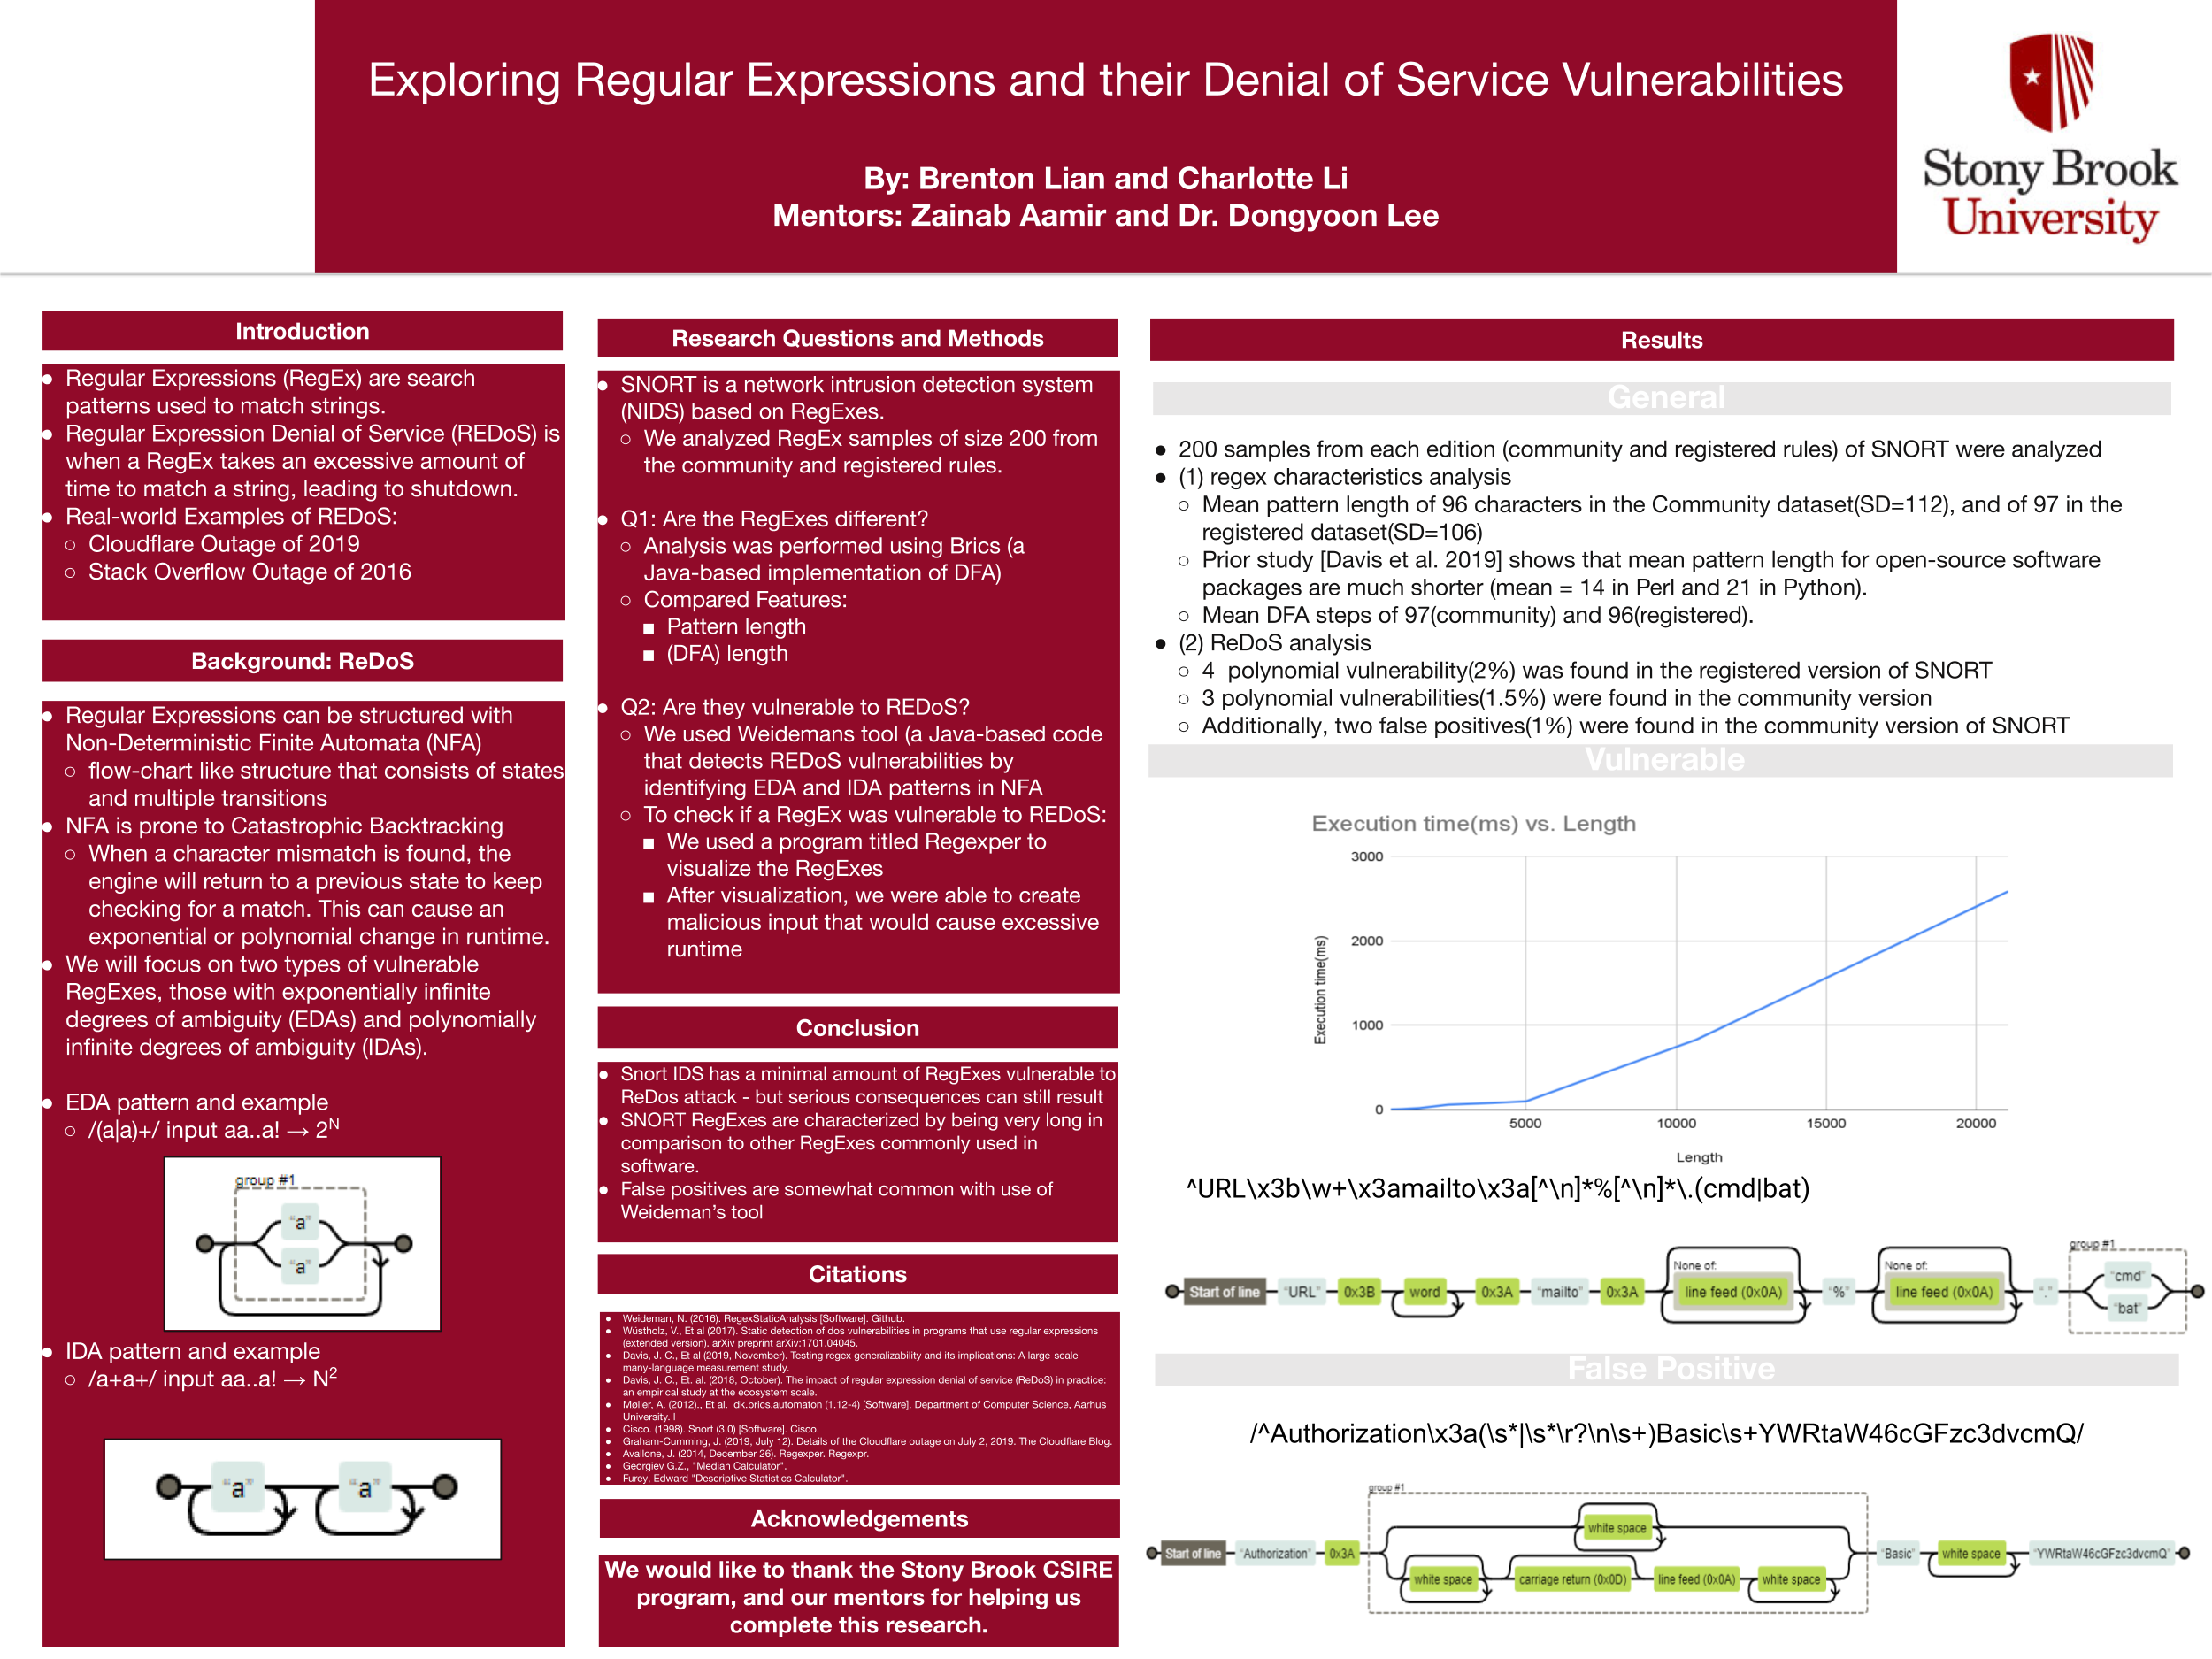 Exploring Regular Expressions and their Denial of Service Vulnerabilities
By: Brenton Lian and Charlotte Li
Mentors: Zainab Aamir and Dr. Dongyoon Lee
Stony Brook
University
Introduction
● Regular Expressions (RegEx) are search
patterns used to match strings.
● Regular Expression Denial of Service (REDoS) is
when a RegEx takes an excessive amount of
time to match a string, leading to shutdown.
● Real-world Examples of REDoS:
○ Cloudflare Outage of 2019
○ Stack Overflow Outage of 2016
Background: ReDoS
● Regular Expressions can be structured with
Non-Deterministic Finite Automata (NFA)
○ flow-chart like structure that consists of states
and multiple transitions
● NFA is prone to Catastrophic Backtracking
○ When a character mismatch is found, the
engine will return to a previous state to keep
checking for a match. This can cause an
exponential or polynomial change in runtime.
● We will focus on two types of vulnerable
RegExes, those with exponentially infinite
degrees of ambiguity (EDAs) and polynomially
infinite degrees of ambiguity (IDAs).
● EDA pattern and example
○ /(a|a)+/ input aa..a! → 2^N
group #1
“a”
“a”
● IDA pattern and example
○ /a+a+/ input aa..a! → N²
“a” “a”
Research Questions and Methods
● SNORT is a network intrusion detection system
(NIDS) based on RegExes.
○ We analyzed RegEx samples of size 200 from
the community and registered rules.
● Q1: Are the RegExes different?
○ Analysis was performed using Brics (a
Java-based implementation of DFA)
○ Compared Features:
■ Pattern length
■ (DFA) length
● Q2: Are they vulnerable to REDoS?
○ We used Weidemans tool (a Java-based code
that detects REDoS vulnerabilities by
identifying EDA and IDA patterns in NFA
○ To check if a RegEx was vulnerable to REDoS:
■ We used a program titled Regexper to
visualize the RegExes
■ After visualization, we were able to create
malicious input that would cause excessive
runtime
Conclusion
● Snort IDS has a minimal amount of RegExes vulnerable to
ReDos attack - but serious consequences can still result
● SNORT RegExes are characterized by being very long in
comparison to other RegExes commonly used in
software.
● False positives are somewhat common with use of
Weideman’s tool
Citations
● Weideman, N. (2016). RegexStaticAnalysis [Software]. Github.
● Wüstholz, V., Et al (2017). Static detection of dos vulnerabilities in programs that use regular expressions
(extended version). arXiv preprint arXiv:1701.04045.
● Davis, J. C., Et al (2019, November). Testing regex generalizability and its implications: A large-scale
many-language measurement study.
● Davis, J. C., Et. al. (2018, October). The impact of regular expression denial of service (ReDoS) in practice:
an empirical study at the ecosystem scale.
● Møller, A. (2012)., Et al. dk.brics.automaton (1.12-4) [Software]. Department of Computer Science, Aarhus
University. l
● Cisco. (1998). Snort (3.0) [Software]. Cisco.
● Graham-Cumming, J. (2019, July 12). Details of the Cloudflare outage on July 2, 2019. The Cloudflare Blog.
● Avallone, J. (2014, December 26). Regexper. Regexpr.
● Georgiev G.Z., "Median Calculator".
● Furey, Edward "Descriptive Statistics Calculator".
Acknowledgements
We would like to thank the Stony Brook CSIRE
program, and our mentors for helping us
complete this research.
Results
General
● 200 samples from each edition (community and registered rules) of SNORT were analyzed
● (1) regex characteristics analysis
○ Mean pattern length of 96 characters in the Community dataset(SD=112), and of 97 in the
registered dataset(SD=106)
○ Prior study [Davis et al. 2019] shows that mean pattern length for open-source software
packages are much shorter (mean = 14 in Perl and 21 in Python).
○ Mean DFA steps of 97(community) and 96(registered).
● (2) ReDoS analysis
○ 4 polynomial vulnerability(2%) was found in the registered version of SNORT
○ 3 polynomial vulnerabilities(1.5%) were found in the community version
○ Additionally, two false positives(1%) were found in the community version of SNORT
Vulnerable
Execution time(ms) vs. Length
3000
2000
1000
0
Execution time(ms)
5000 10000 15000 20000
Length
^URL\x3b\w+\x3amailto\x3a[^\n]*%[^\n]*\.(cmd|bat)
group #1
None of: None of:
Start of line “URL” 0x3B word 0x3A “mailto” 0x3A line feed (0x0A) “%” line feed (0x0A) “.” “cmd”
“bat”
False Positive
/^Authorization\x3a(\s*|\s*\r?\n\s+)Basic\s+YWRtaW46cGFzc3dvcmQ/
group #1
white space
Start of line “Authorization” 0x3A “Basic” white space “YWRtaW46cGFzc3dvcmQ”
white space carriage return (0x0D) line feed (0x0A) white space